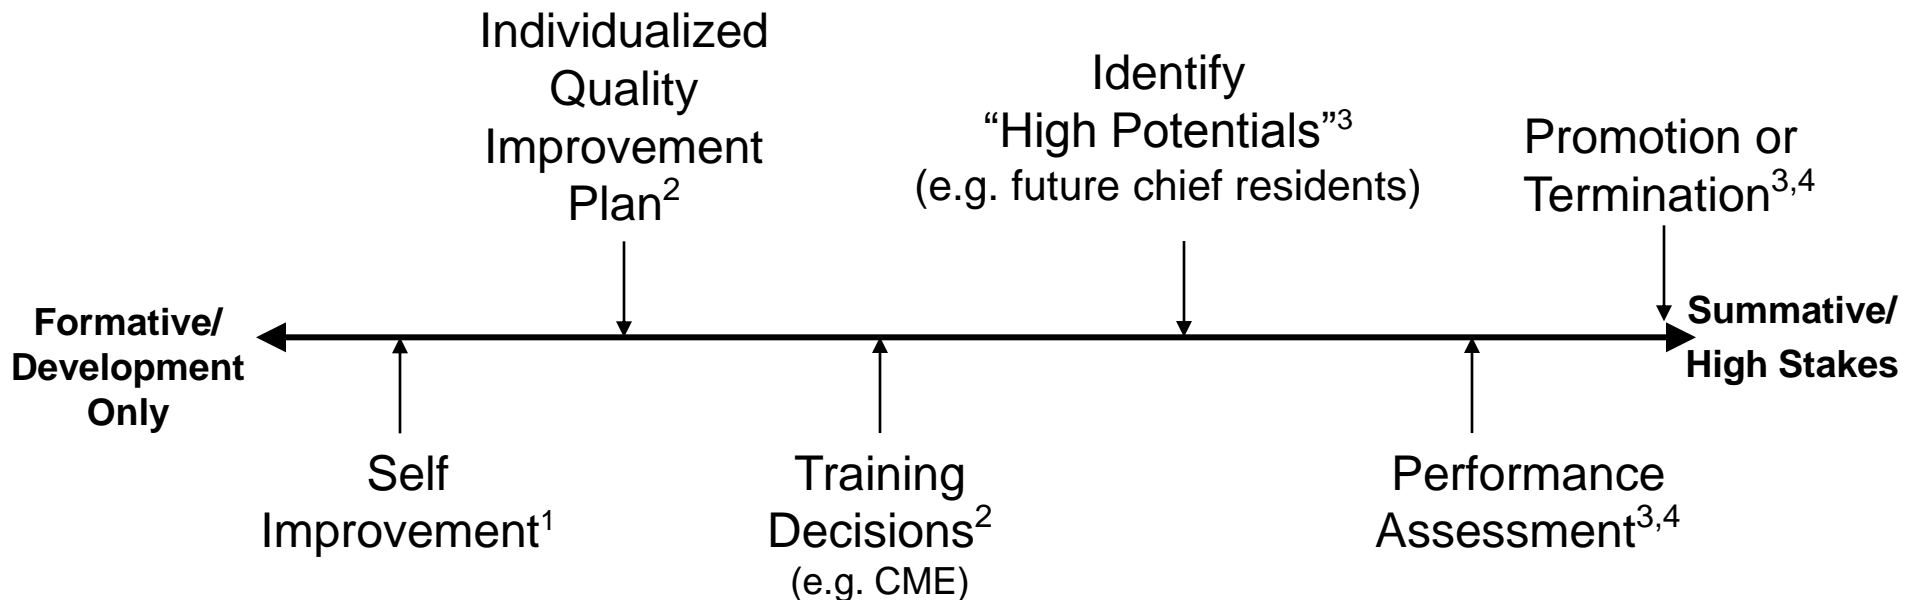 Individualized
Quality
Improvement
Plan²
Identify
“High Potentials”³
(e.g. future chief residents)
Promotion or
Termination³,⁴
Formative/
Development
Only
Summative/
High Stakes
Self
Improvement¹
Training
Decisions²
(e.g. CME)
Performance
Assessment³,⁴